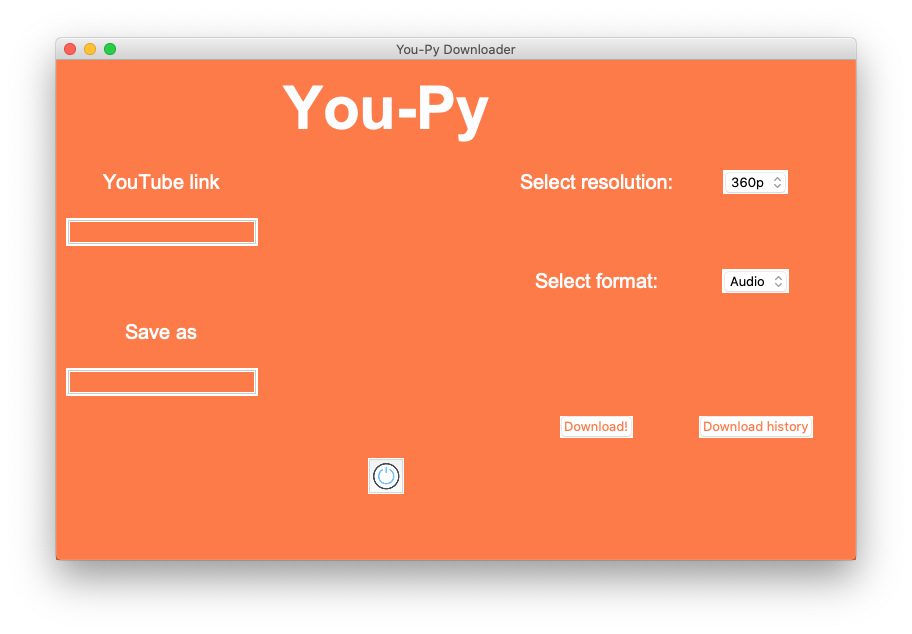 You-Py Downloader
You-Py
YouTube link
Select resolution:
360p
Select format:
Audio
Save as
Download!
Download history